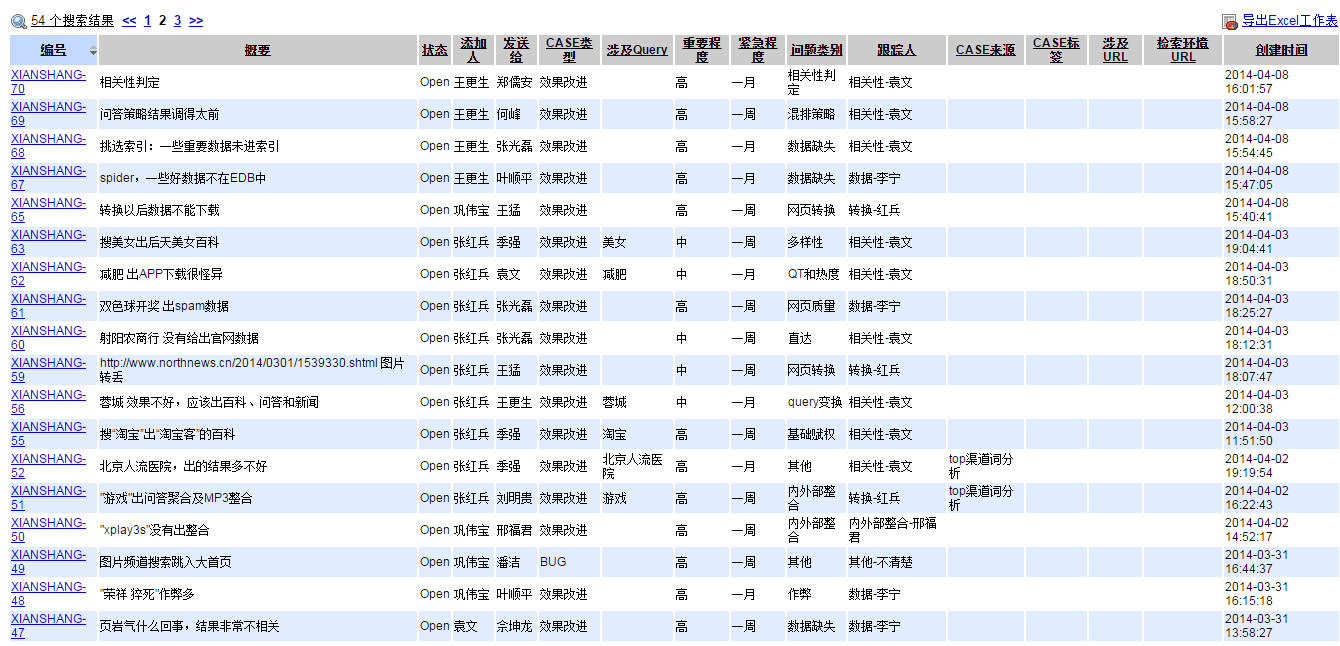 54 个搜索结果 << 1 2 3 >> 导出Excel工作表
编号 概要 状态 添加人 发送给 CASE类型 涉及Query 重要程度 紧急程度 问题类别 跟踪人 CASE来源 CASE标签 涉及URL 检索环境URL 创建时间
XIANSHANG-70 相关性判定 Open 王更生 郑儒安 效果改进 高 一月 相关性判定 相关性-袁文 2014-04-08 16:01:57
XIANSHANG-69 问答策略结果调得太前 Open 王更生 何峰 效果改进 高 一周 混排策略 相关性-袁文 2014-04-08 15:58:27
XIANSHANG-68 挑选索引：一些重要数据未进索引 Open 王更生 张光磊 效果改进 高 一月 数据缺失 相关性-袁文 2014-04-08 15:54:45
XIANSHANG-67 spider，一些好数据不在EDB中 Open 王更生 叶顺平 效果改进 高 一月 数据缺失 数据-李宁 2014-04-08 15:47:05
XIANSHANG-65 转换以后数据不能下载 Open 巩伟宝 王猛 效果改进 高 一周 网页转换 转换-红兵 2014-04-08 15:40:41
XIANSHANG-63 搜美女出后天美女百科 Open 张红兵 季强 效果改进 美女 中 一周 多样性 相关性-袁文 2014-04-03 19:04:41
XIANSHANG-62 减肥 出APP下载很怪异 Open 张红兵 袁文 效果改进 减肥 中 一月 QT和热度 相关性-袁文 2014-04-03 18:50:31
XIANSHANG-61 双色球开奖 出spam数据 Open 张红兵 张光磊 效果改进 高 一周 网页质量 数据-李宁 2014-04-03 18:25:27
XIANSHANG-60 射阳农商行 没有给出官网数据 Open 张红兵 张光磊 效果改进 中 一周 直达 相关性-袁文 2014-04-03 18:12:31
XIANSHANG-59 http://www.northnews.cn/2014/0301/1539330.shtml 图片转丢 Open 张红兵 王猛 效果改进 中 一周 网页转换 转换-红兵 2014-04-03 18:07:47
XIANSHANG-56 蓉城 效果不好，应该出百科、问答和新闻 Open 张红兵 王更生 效果改进 蓉城 中 一月 query变换 相关性-袁文 2014-04-03 12:00:38
XIANSHANG-55 搜“淘宝”出“淘宝客”的百科 Open 张红兵 季强 效果改进 淘宝 高 一周 基础赋权 相关性-袁文 2014-04-03 11:51:50
XIANSHANG-52 北京人流医院，出的结果多不好 Open 张红兵 季强 效果改进 北京人流医院 高 一月 其他 相关性-袁文 top渠道词分析 2014-04-02 19:19:54
XIANSHANG-51 "游戏"出问答聚合及MP3整合 Open 张红兵 刘明贵 效果改进 游戏 高 一周 内外部整合 转换-红兵 top渠道词分析 2014-04-02 16:22:43
XIANSHANG-50 "xplay3s"没有出整合 Open 巩伟宝 邢福君 效果改进 高 一周 内外部整合 内外部整合-邢福君 2014-04-02 14:52:17
XIANSHANG-49 图片频道搜索跳入大首页 Open 巩伟宝 潘洁 BUG 高 一周 其他 其他-不清楚 2014-03-31 16:44:37
XIANSHANG-48 "荣祥 猝死"作弊多 Open 巩伟宝 叶顺平 效果改进 高 一月 作弊 数据-李宁 2014-03-31 16:15:18
XIANSHANG-47 页岩气什么回事，结果非常不相关 Open 袁文 佘坤龙 效果改进 高 一周 数据缺失 数据-李宁 2014-03-31 13:58:27